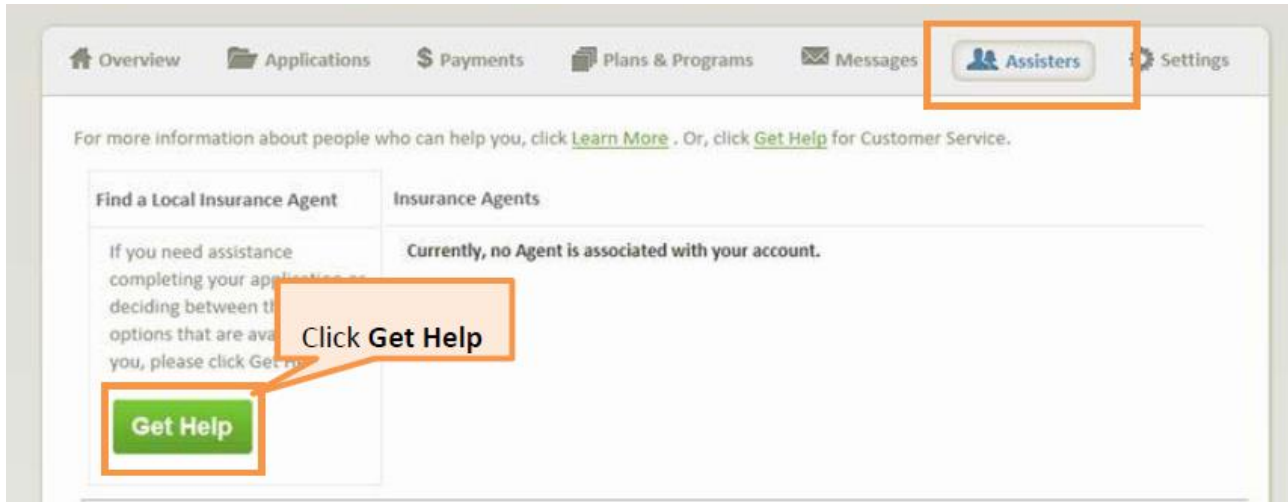 Overview Applications $ Payments Plans & Programs Messages Assisters Settings
For more information about people who can help you, click Learn More . Or, click Get Help for Customer Service.
Find a Local Insurance Agent
Insurance Agents
If you need assistance
completing your application
deciding between
options that are
you, please click Get
Currently, no Agent is associated with your account.
Click Get Help
Get Help